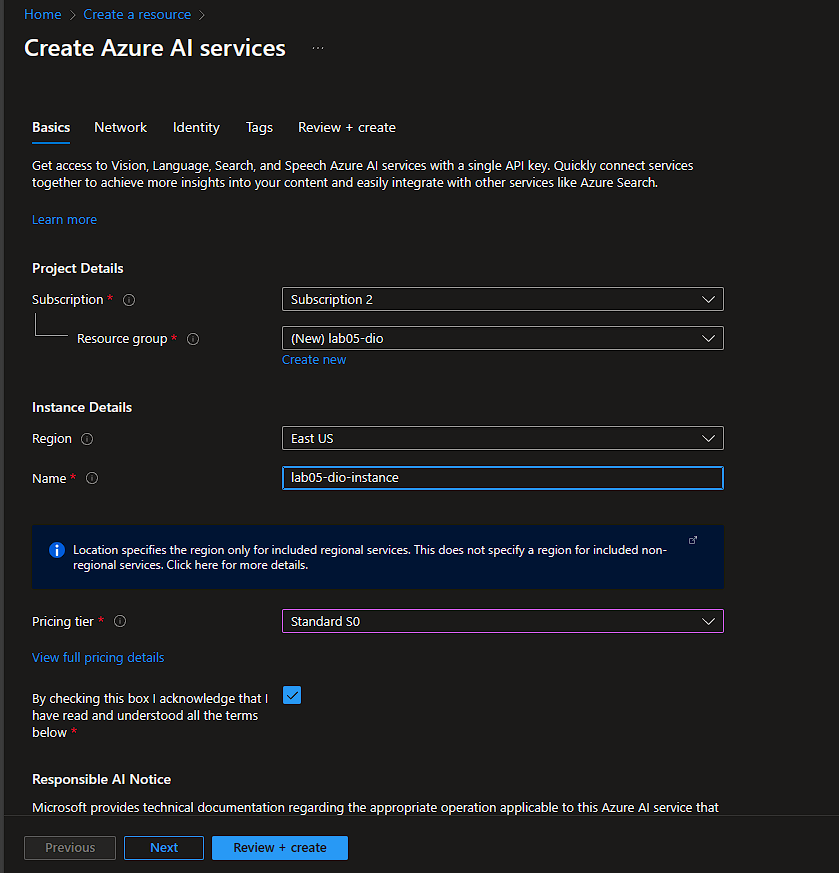 Home > Create a resource >
Create Azure AI services ...
Basics Network Identity Tags Review + create
Get access to Vision, Language, Search, and Speech Azure AI services with a single API key. Quickly connect services
together to achieve more insights into your content and easily integrate with other services like Azure Search.
Learn more
Project Details
Subscription * Subscription 2
Resource group * (New) lab05-dio
Create new
Instance Details
Region East US
Name * lab05-dio-instance
Location specifies the region only for included regional services. This does not specify a region for included non-
regional services. Click here for more details.
Pricing tier * Standard S0
View full pricing details
By checking this box I acknowledge that I
have read and understood all the terms
below *
Responsible AI Notice
Microsoft provides technical documentation regarding the appropriate operation applicable to this Azure AI service that
Previous Next Review + create